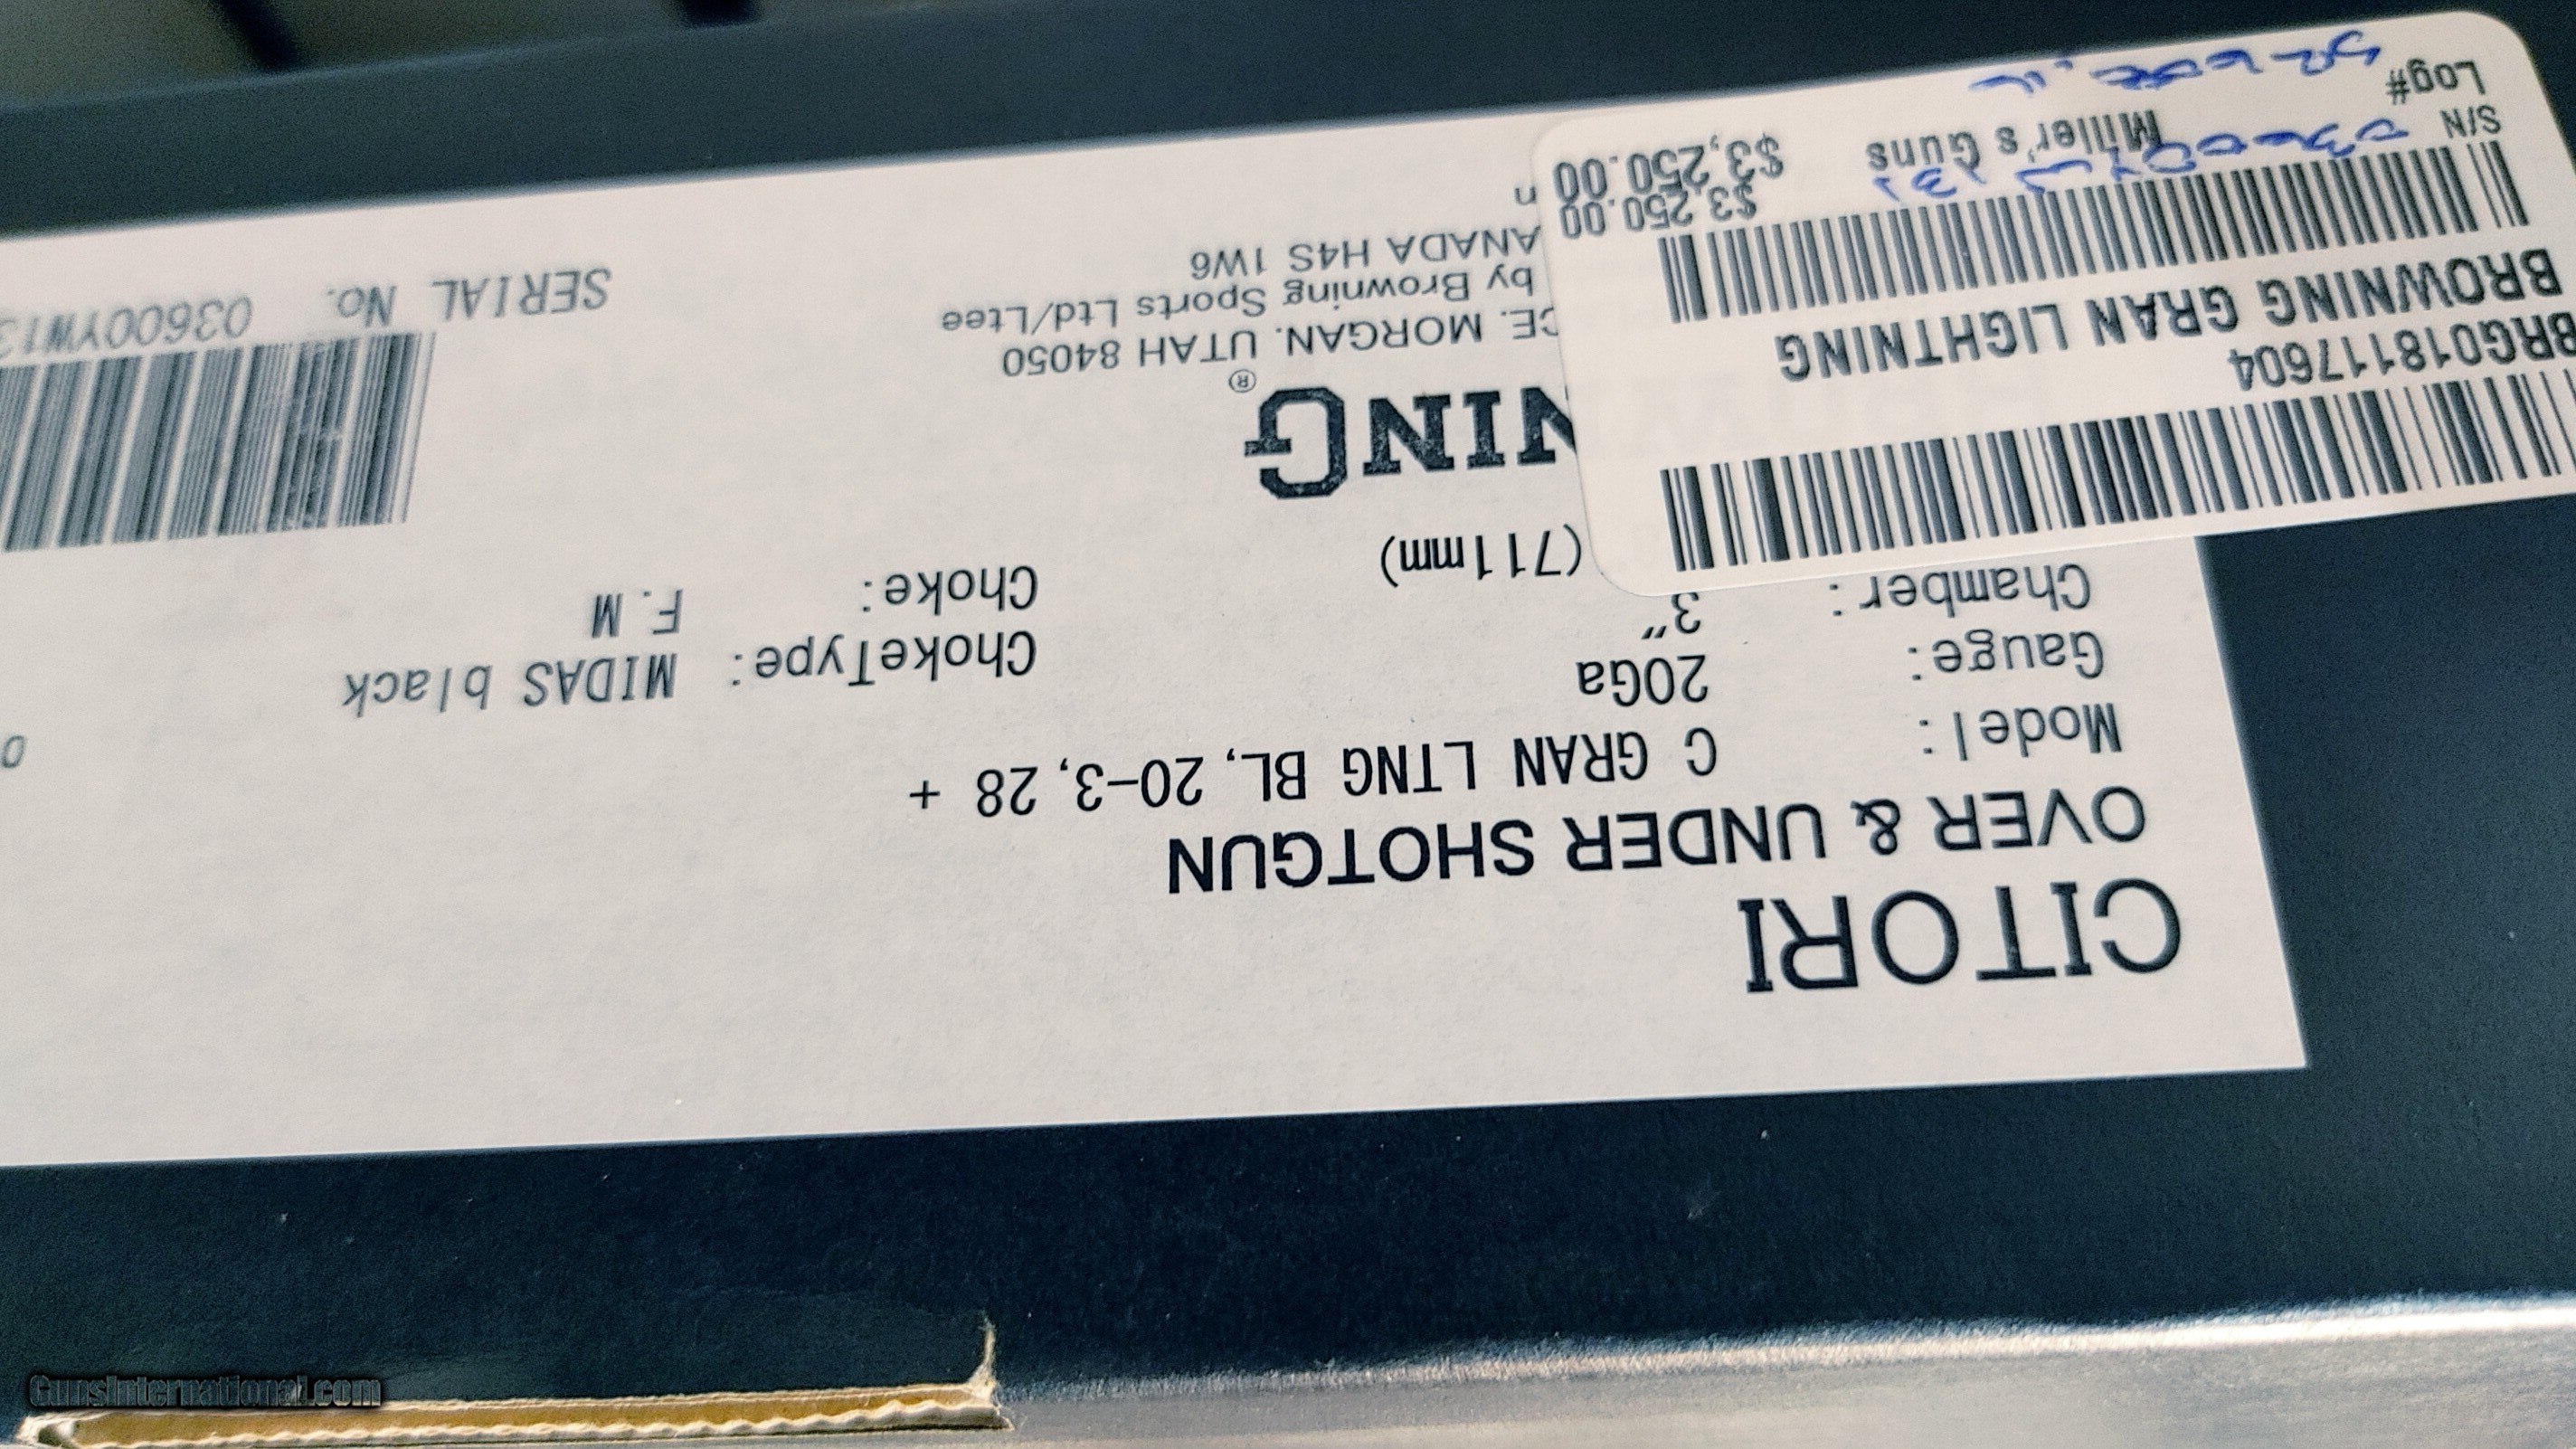 CITORI
OVER & UNDER SHOTGUN
Model: C GRAN LTNG BL, 20-3, 28 +
Gauge: 20Ga ChokeType: MIDAS black
Chamber: 3" Choke: F.M
(711mm)
NING®
CE. MORGAN. UTAH 84050
by Browning Sports Ltd/Ltee
ANADA H4S 1W6
n
SERIAL No. 03600YW13
0
BRG018117604
BROWNING GRAN LIGHTNING
$3,250.00
Miller's Guns $3,250.00
S/N
Log#
GunsInternational.com